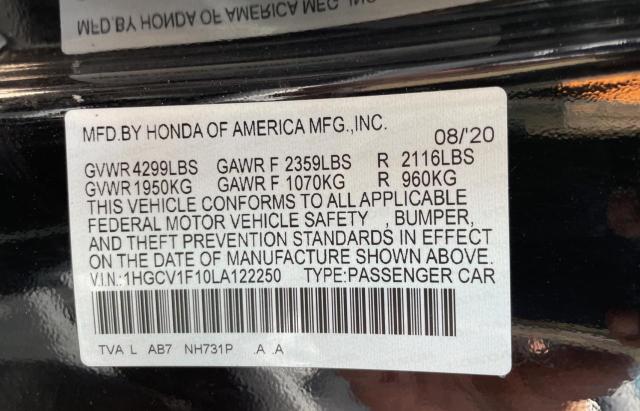 MFD.BY HONDA OF AMERICA MFG.,INC.
MFD.BY HONDA OF AMERICA MFG.,INC. 08/'20
GVWR 4299LBS GAWR F 2359LBS R 2116LBS
GVWR 1950KG GAWR F 1070KG R 960KG
THIS VEHICLE CONFORMS TO ALL APPLICABLE
FEDERAL MOTOR VEHICLE SAFETY , BUMPER,
AND THEFT PREVENTION STANDARDS IN EFFECT
ON THE DATE OF MANUFACTURE SHOWN ABOVE.
V.I.N.:1HGCV1F10LA122250 TYPE:PASSENGER CAR
TVA L AB7 NH731P .A .A